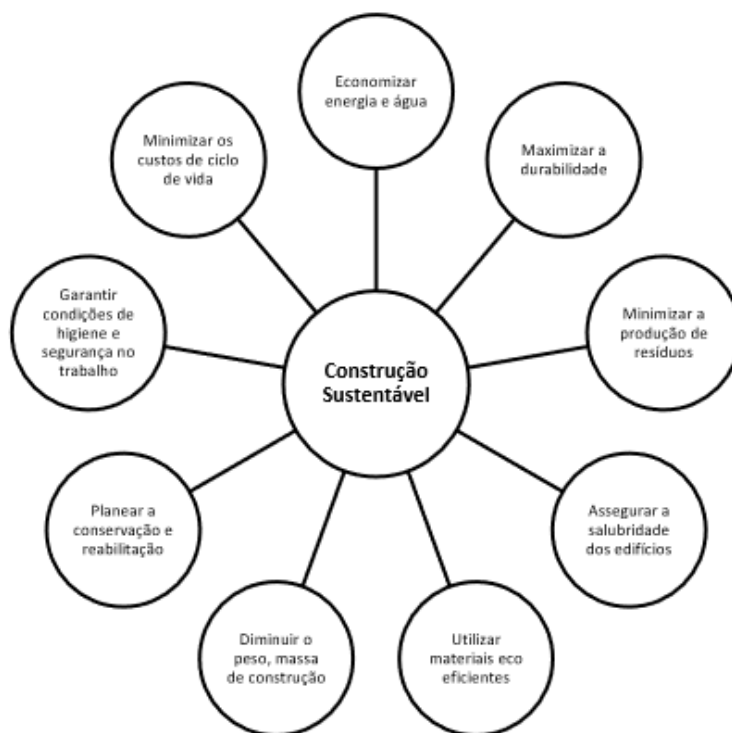 Economizar
energia e água
Maximizar a
durabilidade
Minimizar a
produção de
resíduos
Assegurar a
salubridade
dos edifícios
Utilizar
materiais eco
eficientes
Diminuir o
peso, massa
de construção
Planear a
conservação e
reabilitação
Garantir
condições de
higiene e
segurança no
trabalho
Minimizar os
custos de ciclo
de vida
Construção
Sustentável